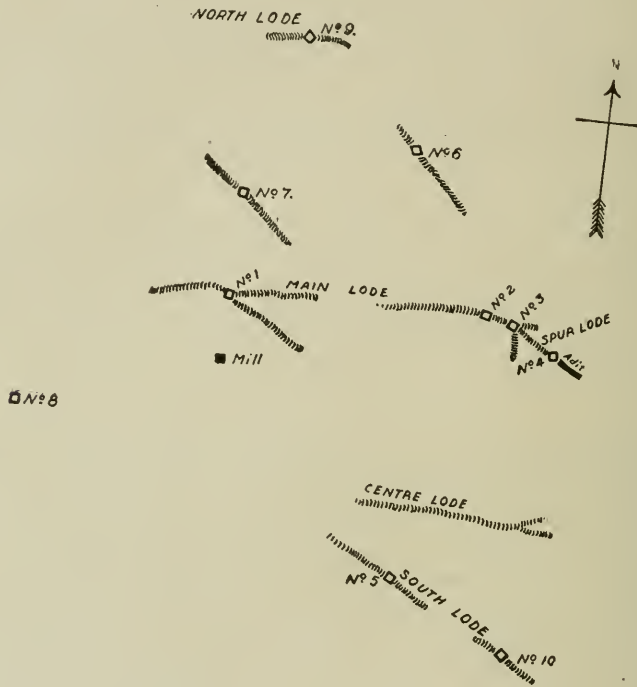 NORTH LODE
Nº 9.
N
Nº 6
Nº 7.
Nº 1
MAIN LODE
Nº 2
Nº 3
SPUR LODE
Nº 4
Adit
Mill
Nº 8
CENTRE LODE
Nº 5
SOUTH LODE
Nº 10